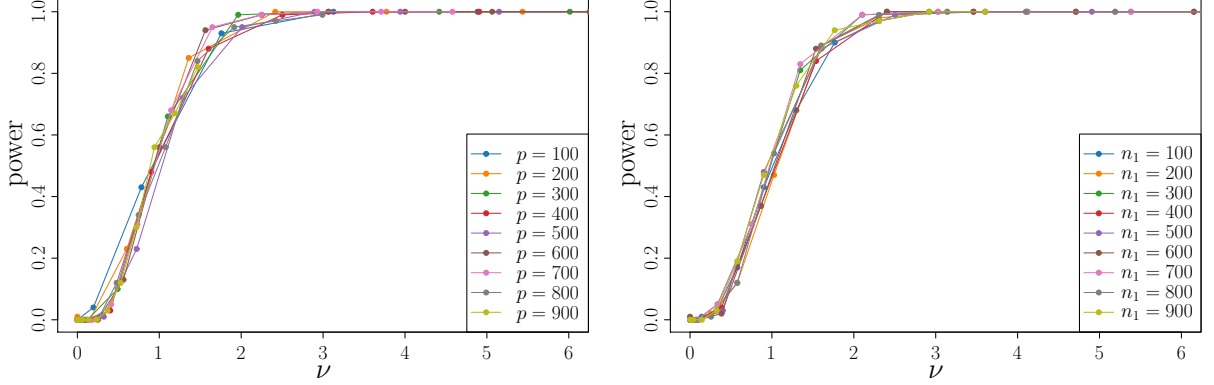 power
1.0
0.8
0.6
0.4
0.2
0.0
0 1 2 3 4 5 6
ν
p = 100
p = 200
p = 300
p = 400
p = 500
p = 600
p = 700
p = 800
p = 900
power
1.0
0.8
0.6
0.4
0.2
0.0
0 1 2 3 4 5 6
ν
n₁ = 100
n₁ = 200
n₁ = 300
n₁ = 400
n₁ = 500
n₁ = 600
n₁ = 700
n₁ = 800
n₁ = 900